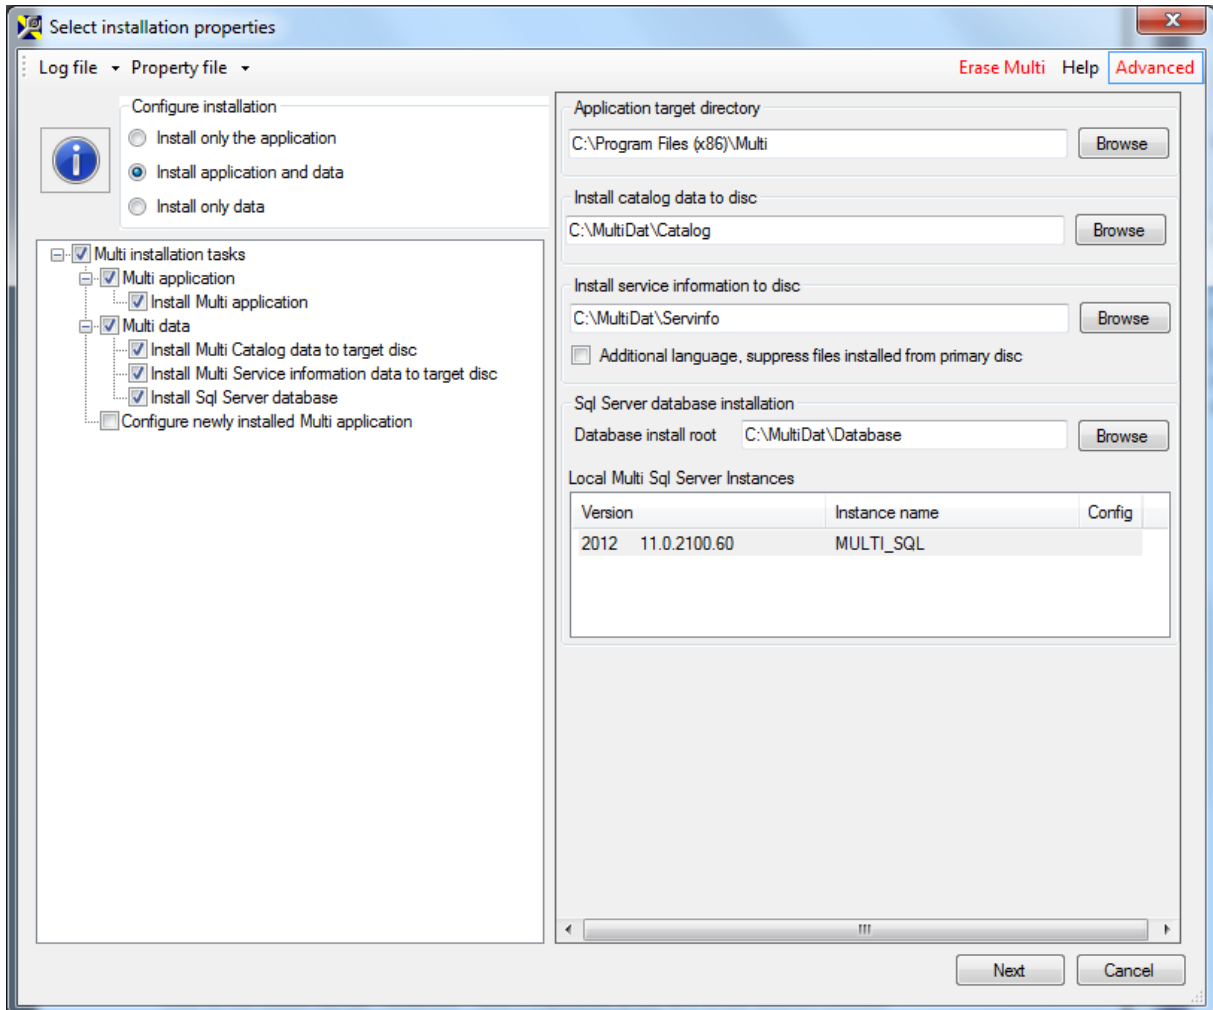 Select installation properties
Log file Property file Erase Multi Help Advanced
Configure installation
Install only the application
Install application and data
Install only data
Multi installation tasks
Multi application
Install Multi application
Multi data
Install Multi Catalog data to target disc
Install Multi Service information data to target disc
Install Sql Server database
Configure newly installed Multi application
Application target directory
C:\Program Files (x86)\Multi Browse
Install catalog data to disc
C:\MultiDat\Catalog Browse
Install service information to disc
C:\MultiDat\Servinfo Browse
Additional language, suppress files installed from primary disc
Sql Server database installation
Database install root C:\MultiDat\Database Browse
Local Multi Sql Server Instances
Version Instance name Config
2012 11.0.2100.60 MULTI_SQL
Next Cancel